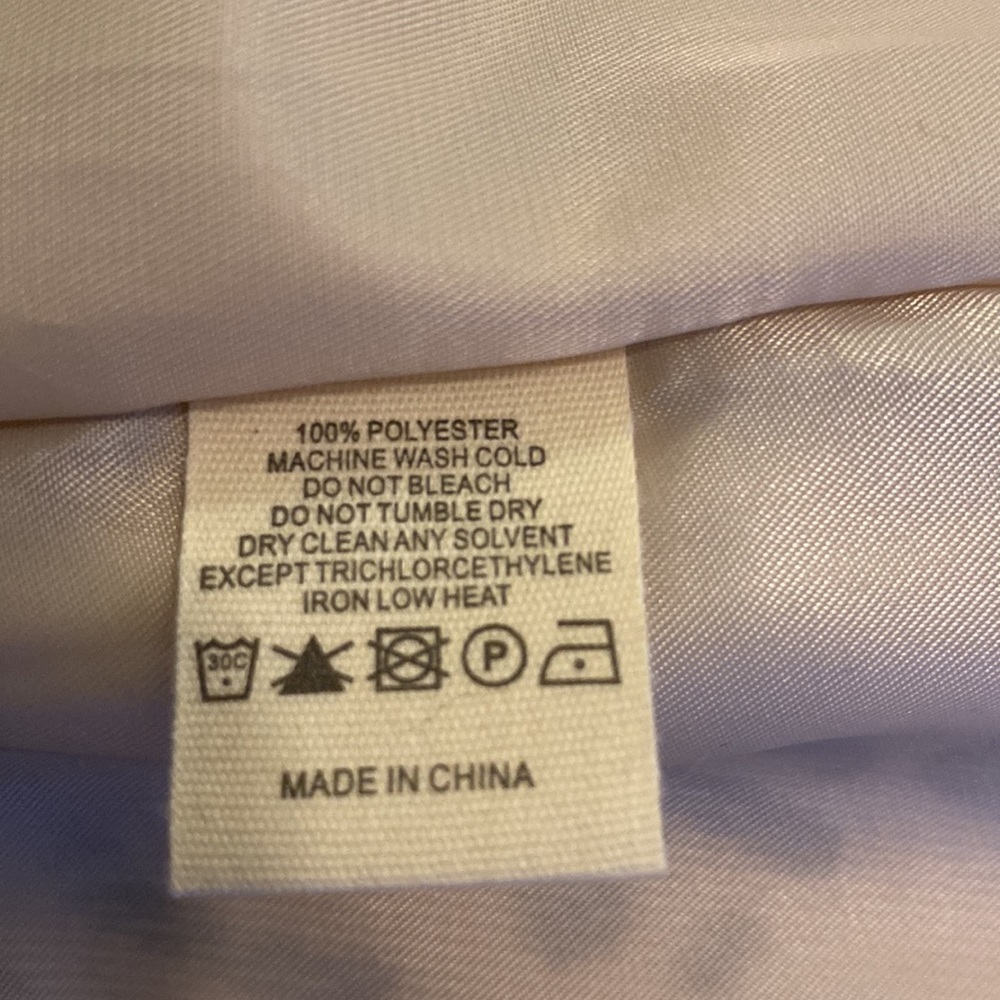 100% POLYESTER
MACHINE WASH COLD
DO NOT BLEACH
DO NOT TUMBLE DRY
DRY CLEAN ANY SOLVENT
EXCEPT TRICHLORCETHYLENE
IRON LOW HEAT
30C P
MADE IN CHINA